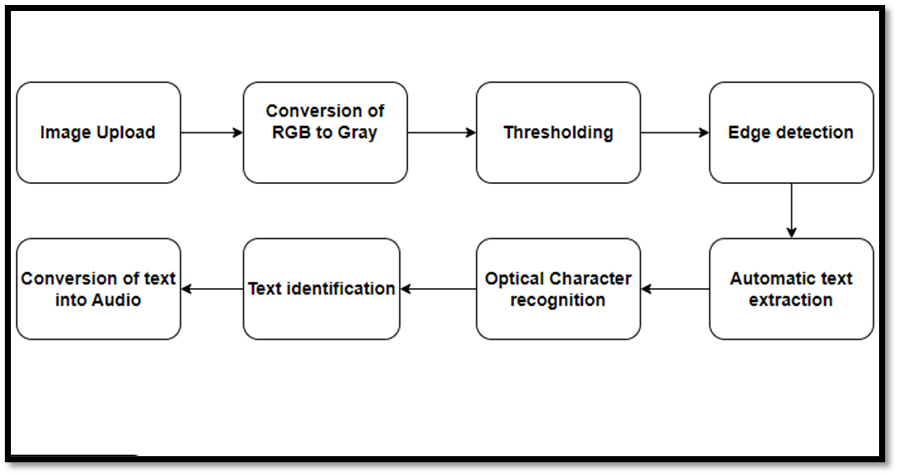 Image Upload
Conversion of
RGB to Gray
Thresholding
Edge detection
Automatic text
extraction
Optical Character
recognition
Text identification
Conversion of text
into Audio